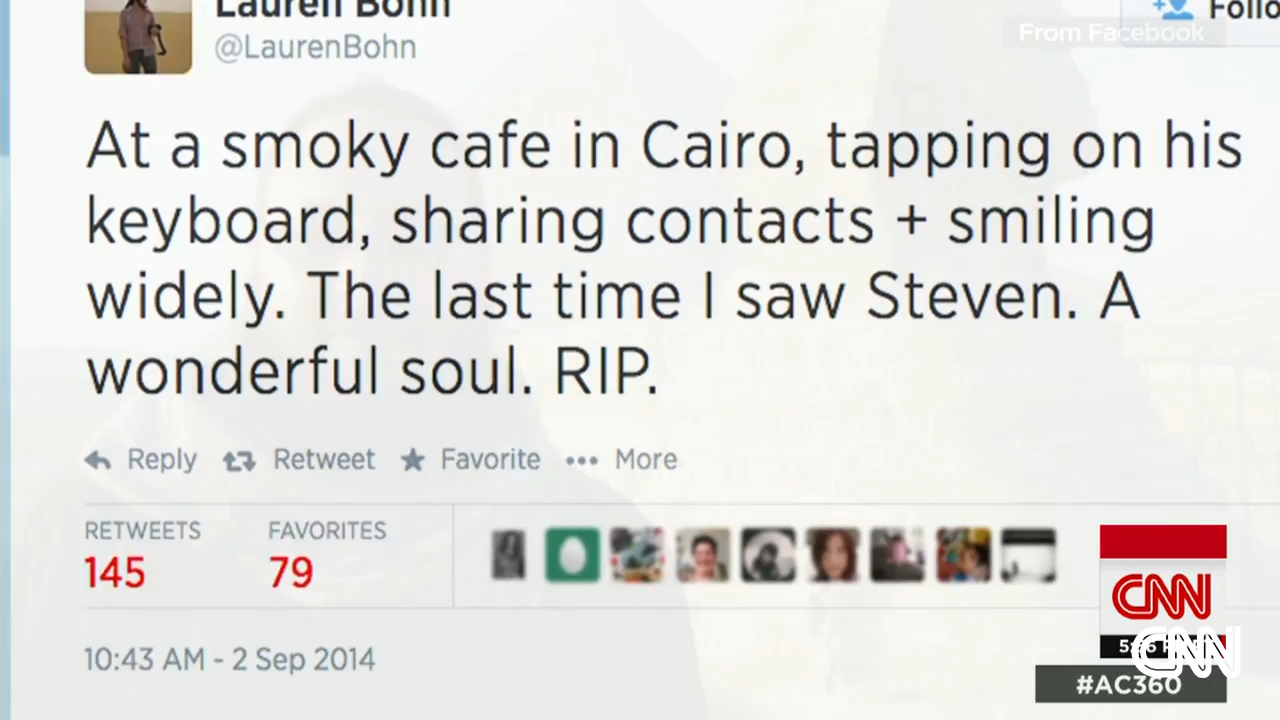 Lauren Bohn
@LaurenBohn
From Facebook
At a smoky cafe in Cairo, tapping on his
keyboard, sharing contacts + smiling
widely. The last time I saw Steven. A
wonderful soul. RIP.
Reply Retweet Favorite More
RETWEETS FAVORITES
145 79
10:43 AM - 2 Sep 2014
CNN
CNN
#AC360